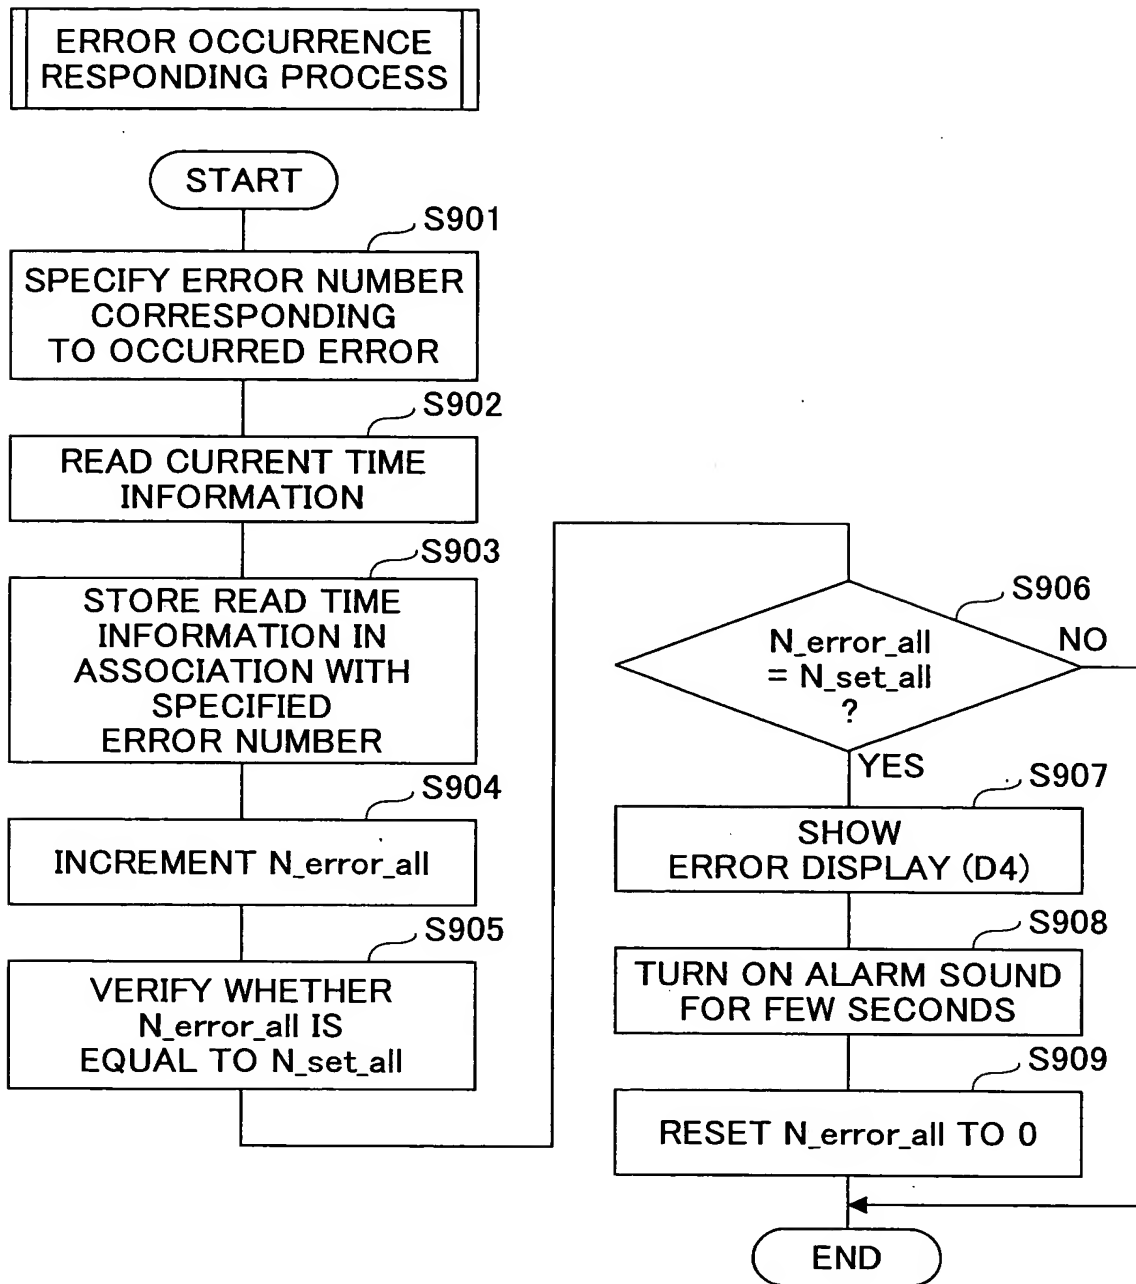 ERROR OCCURRENCE
RESPONDING PROCESS
START
S901
SPECIFY ERROR NUMBER
CORRESPONDING
TO OCCURRED ERROR
S902
READ CURRENT TIME
INFORMATION
S903
STORE READ TIME
INFORMATION IN
ASSOCIATION WITH
SPECIFIED
ERROR NUMBER
S904
INCREMENT N_error_all
S905
VERIFY WHETHER
N_error_all IS
EQUAL TO N_set_all
S906
N_error_all
= N_set_all
?
NO
YES
S907
SHOW
ERROR DISPLAY (D4)
S908
TURN ON ALARM SOUND
FOR FEW SECONDS
S909
RESET N_error_all TO 0
END